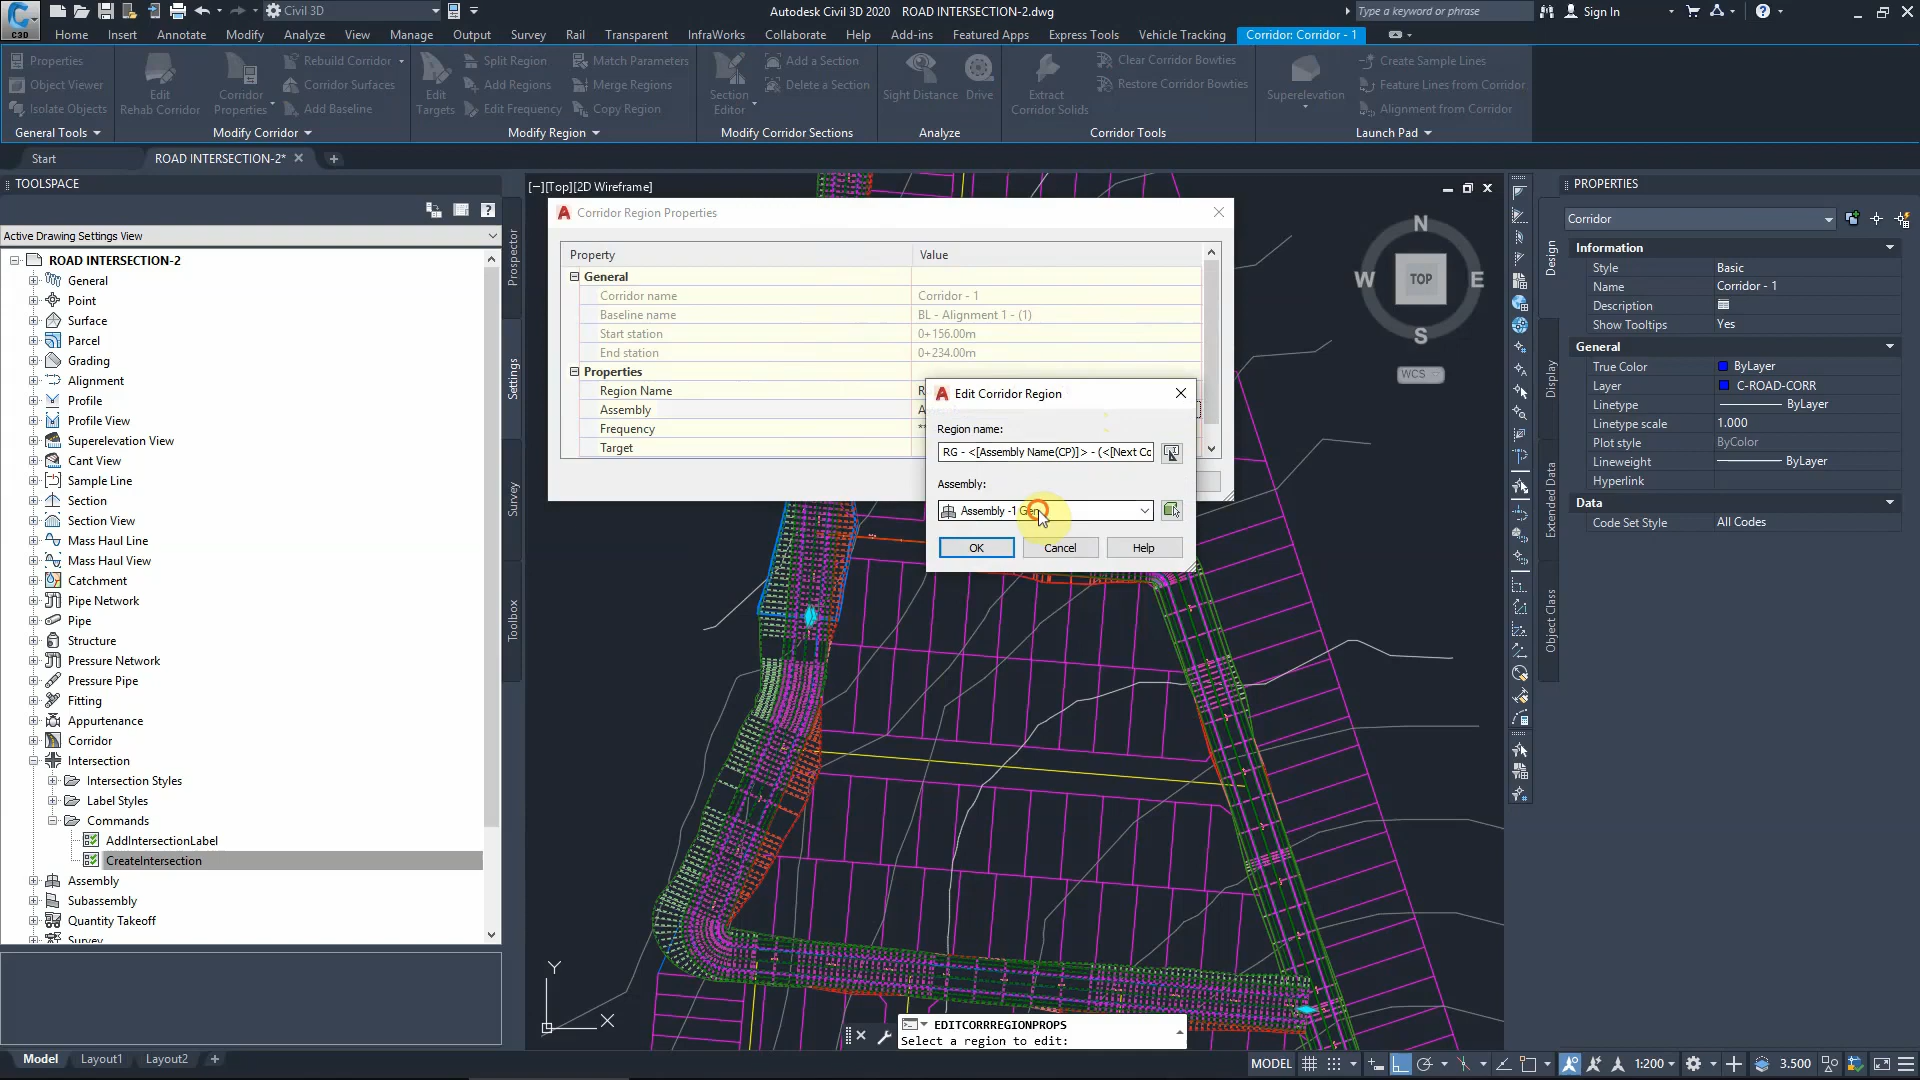 Civil 3D
Autodesk Civil 3D 2020 ROAD INTERSECTION-2.dwg
Type a keyword or phrase
Sign In
C3D
Home Insert Annotate Modify Analyze View Manage Output Survey Rail Transparent InfraWorks Collaborate Help Add-ins Featured Apps Express Tools Vehicle Tracking Corridor: Corridor - 1
Properties
Object Viewer
Isolate Objects
General Tools
Edit
Rehab Corridor
Corridor
Properties
Rebuild Corridor
Corridor Surfaces
Add Baseline
Modify Corridor
Edit
Targets
Split Region
Add Regions
Edit Frequency
Match Parameters
Merge Regions
Copy Region
Modify Region
Section
Editor
Add a Section
Delete a Section
Modify Corridor Sections
Sight Distance
Drive
Analyze
Extract
Corridor Solids
Clear Corridor Bowties
Restore Corridor Bowties
Corridor Tools
Superelevation
Create Sample Lines
Feature Lines from Corridor
Alignment from Corridor
Launch Pad
Start
ROAD INTERSECTION-2*
TOOLSPACE
Active Drawing Settings View
ROAD INTERSECTION-2
General
Point
Surface
Parcel
Grading
Alignment
Profile
Profile View
Superelevation View
Cant View
Sample Line
Section
Section View
Mass Haul Line
Mass Haul View
Catchment
Pipe Network
Pipe
Structure
Pressure Network
Pressure Pipe
Fitting
Appurtenance
Corridor
Intersection
Intersection Styles
Label Styles
Commands
AddIntersectionLabel
CreateIntersection
Assembly
Subassembly
Quantity Takeoff
Survey
Prospector
Settings
Survey
Toolbox
[−][Top][2D Wireframe]
Corridor Region Properties
Property Value
General
Corridor name Corridor - 1
Baseline name BL - Alignment 1 - (1)
Start station 0+156.00m
End station 0+234.00m
Properties
Region Name
Assembly
Frequency
Target
Edit Corridor Region
Region name:
RG - <[Assembly Name(CP)]> - (<[Next Co
Assembly:
Assembly -1 Gen
OK Cancel Help
N
W TOP E
S
WCS
Y
X
EDITCORRREGIONPROPS
Select a region to edit:
PROPERTIES
Corridor
Information
Style Basic
Name Corridor - 1
Description
Show Tooltips Yes
General
True Color ByLayer
Layer C-ROAD-CORR
Linetype ByLayer
Linetype scale 1.000
Plot style ByColor
Lineweight ByLayer
Hyperlink
Data
Code Set Style All Codes
Design
Display
Extended Data
Object Class
Model Layout1 Layout2
MODEL
1:200
3.500